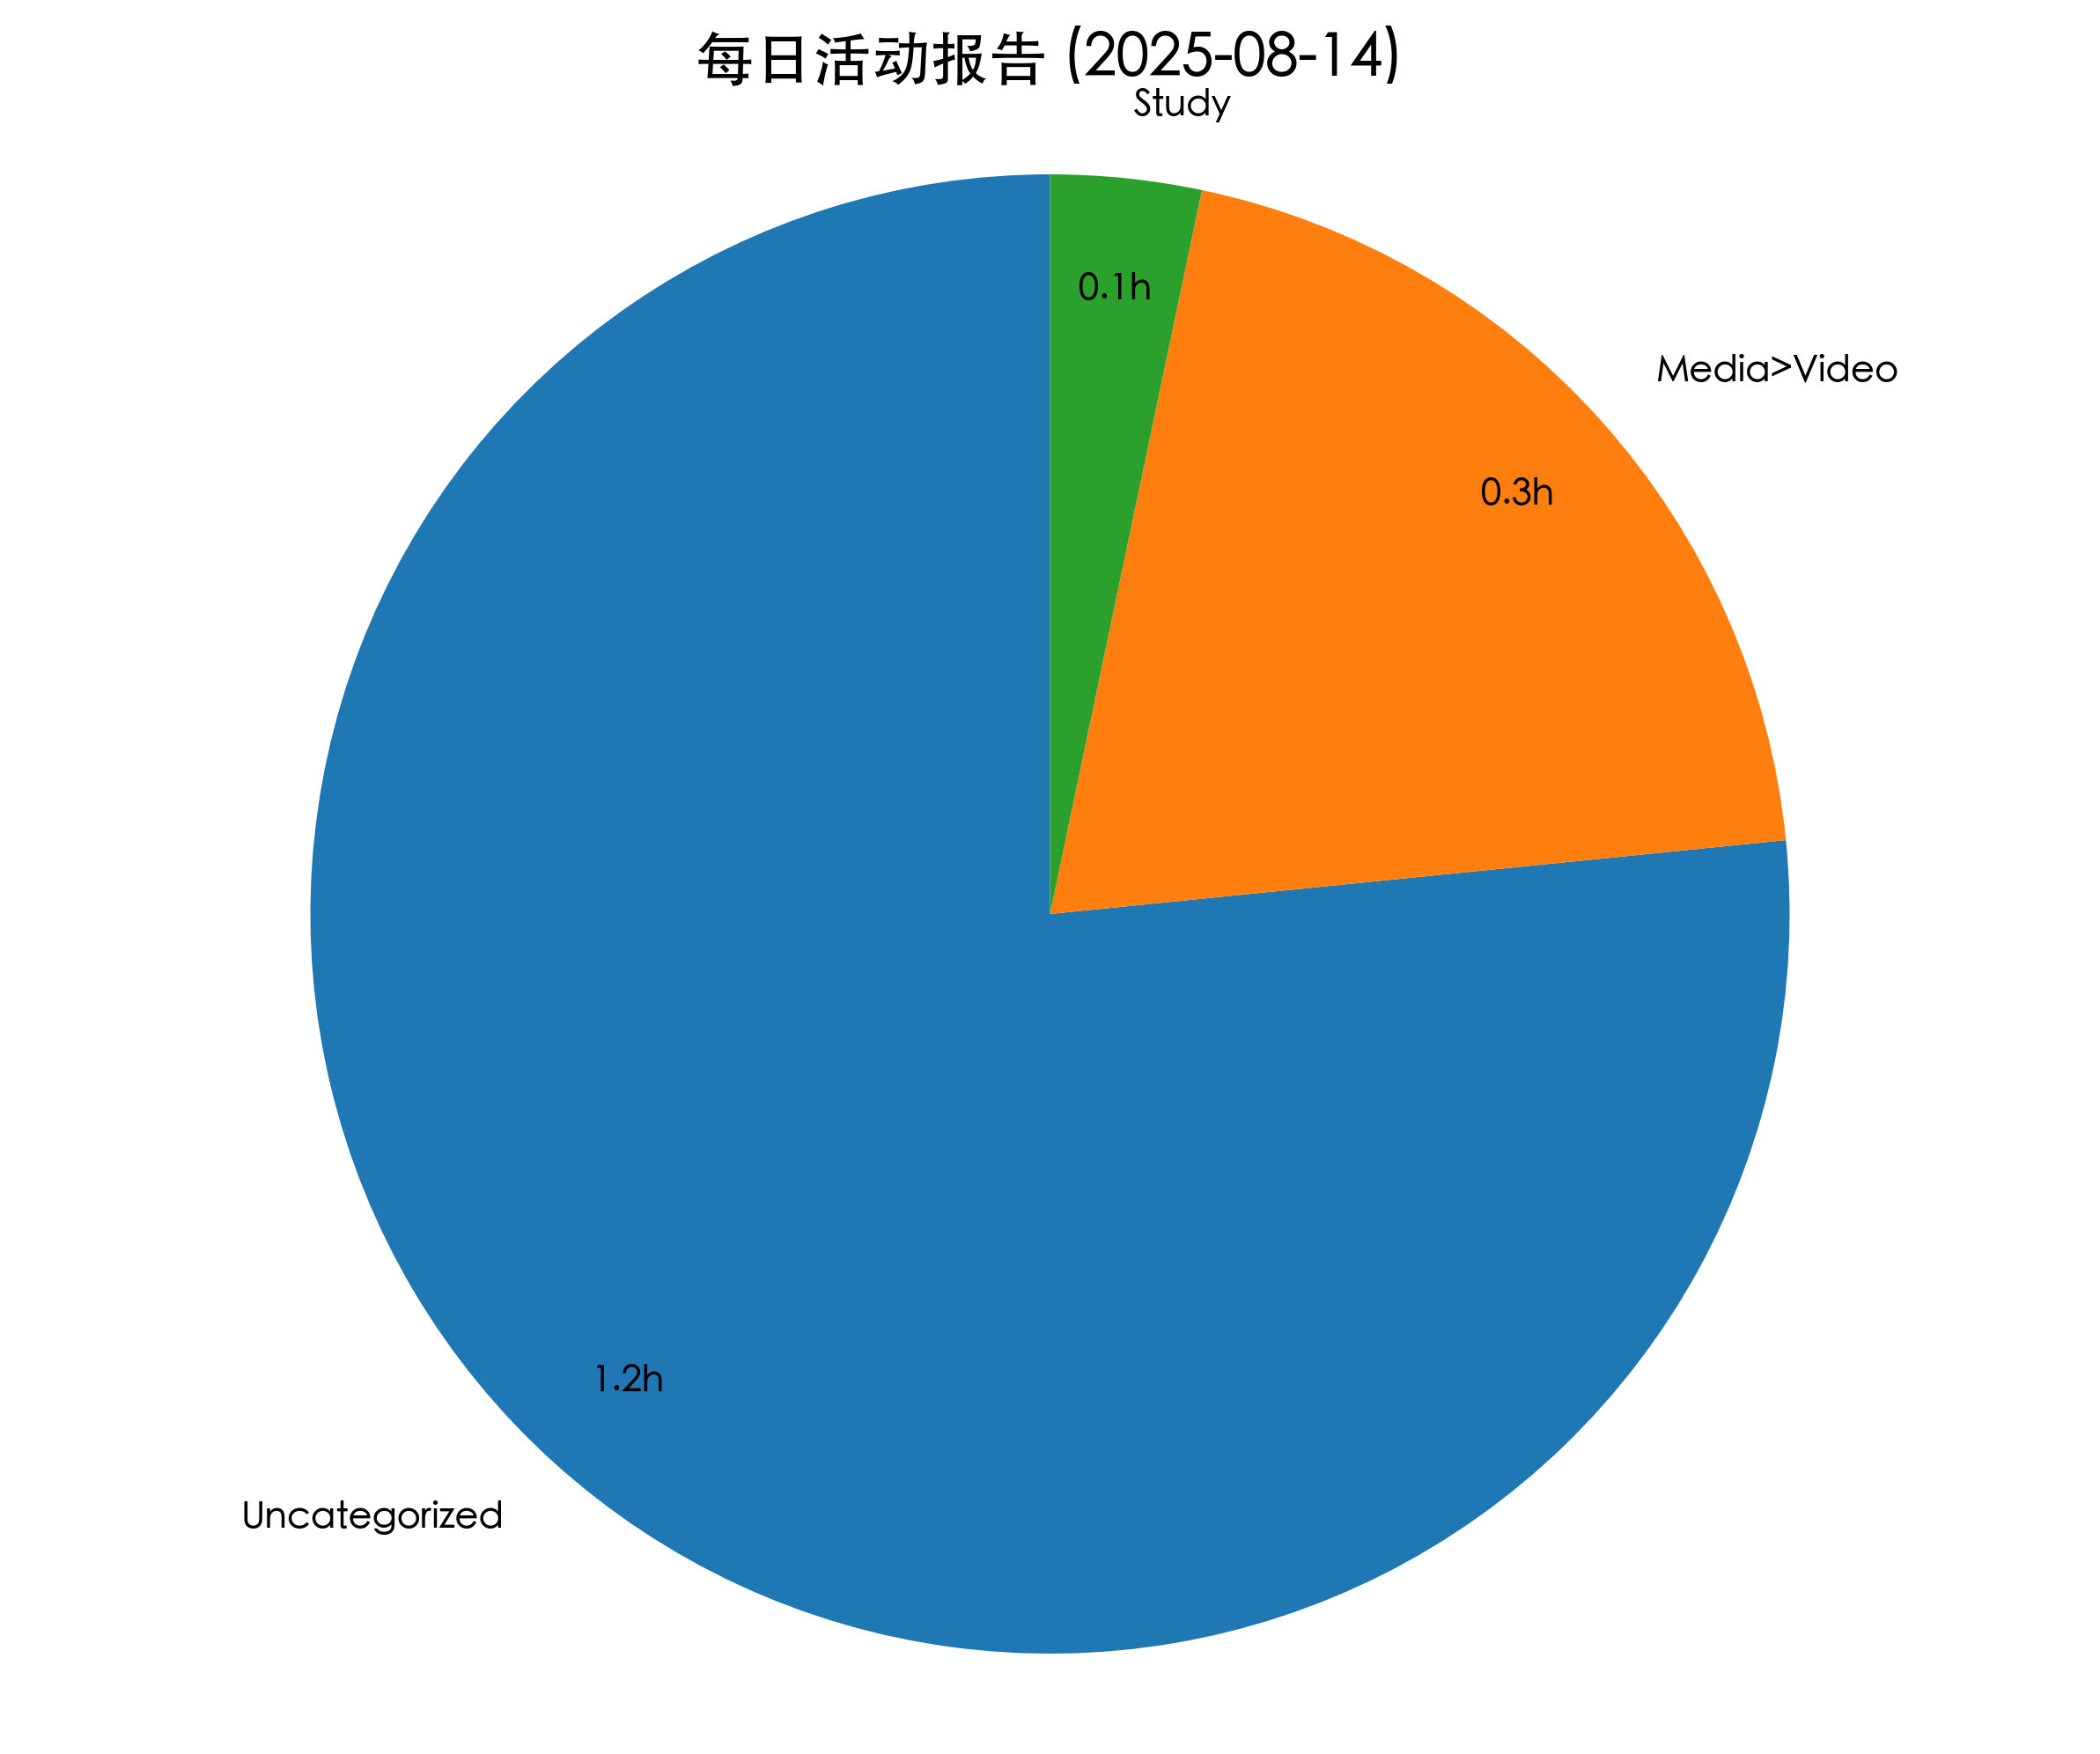 每日活动报告 (2025-08-14)
Study
0.1h
Media>Video
0.3h
1.2h
Uncategorized